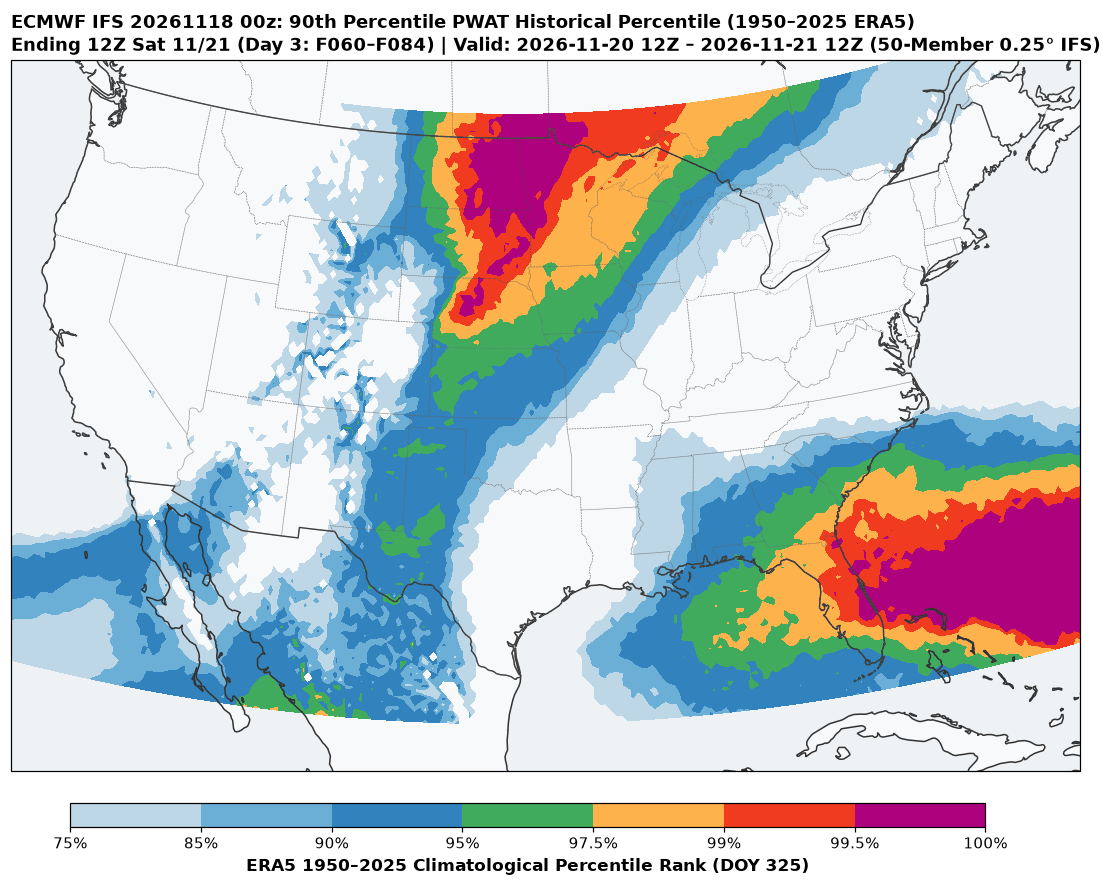 ECMWF IFS 20261118 00z: 90th Percentile PWAT Historical Percentile (1950–2025 ERA5)
Ending 12Z Sat 11/21 (Day 3: F060–F084) | Valid: 2026-11-20 12Z – 2026-11-21 12Z (50-Member 0.25° IFS)
75% 85% 90% 95% 97.5% 99% 99.5% 100%
ERA5 1950–2025 Climatological Percentile Rank (DOY 325)